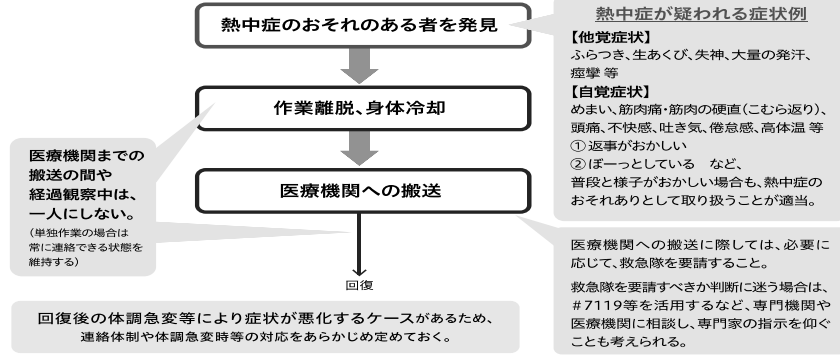 熱中症のおそれのある者を発見
作業離脱、身体冷却
医療機関への搬送
回復
医療機関までの
搬送の間や
経過観察中は、
一人にしない。
（単独作業の場合は
常に連絡できる状態を
維持する）
熱中症が疑われる症状例
【他覚症状】
ふらつき、生あくび、失神、大量の発汗、
痙攣 等
【自覚症状】
めまい、筋肉痛・筋肉の硬直（こむら返り）、
頭痛、不快感、吐き気、倦怠感、高体温 等
①返事がおかしい
②ぼーっとしている　など、
普段と様子がおかしい場合も、熱中症の
おそれありとして取り扱うことが適当。
医療機関への搬送に際しては、必要に
応じて、救急隊を要請すること。
救急隊を要請すべきか判断に迷う場合は、
＃7119等を活用するなど、専門機関や
医療機関に相談し、専門家の指示を仰ぐ
ことも考えられる。
回復後の体調急変等により症状が悪化するケースがあるため、
連絡体制や体調急変時等の対応をあらかじめ定めておく。